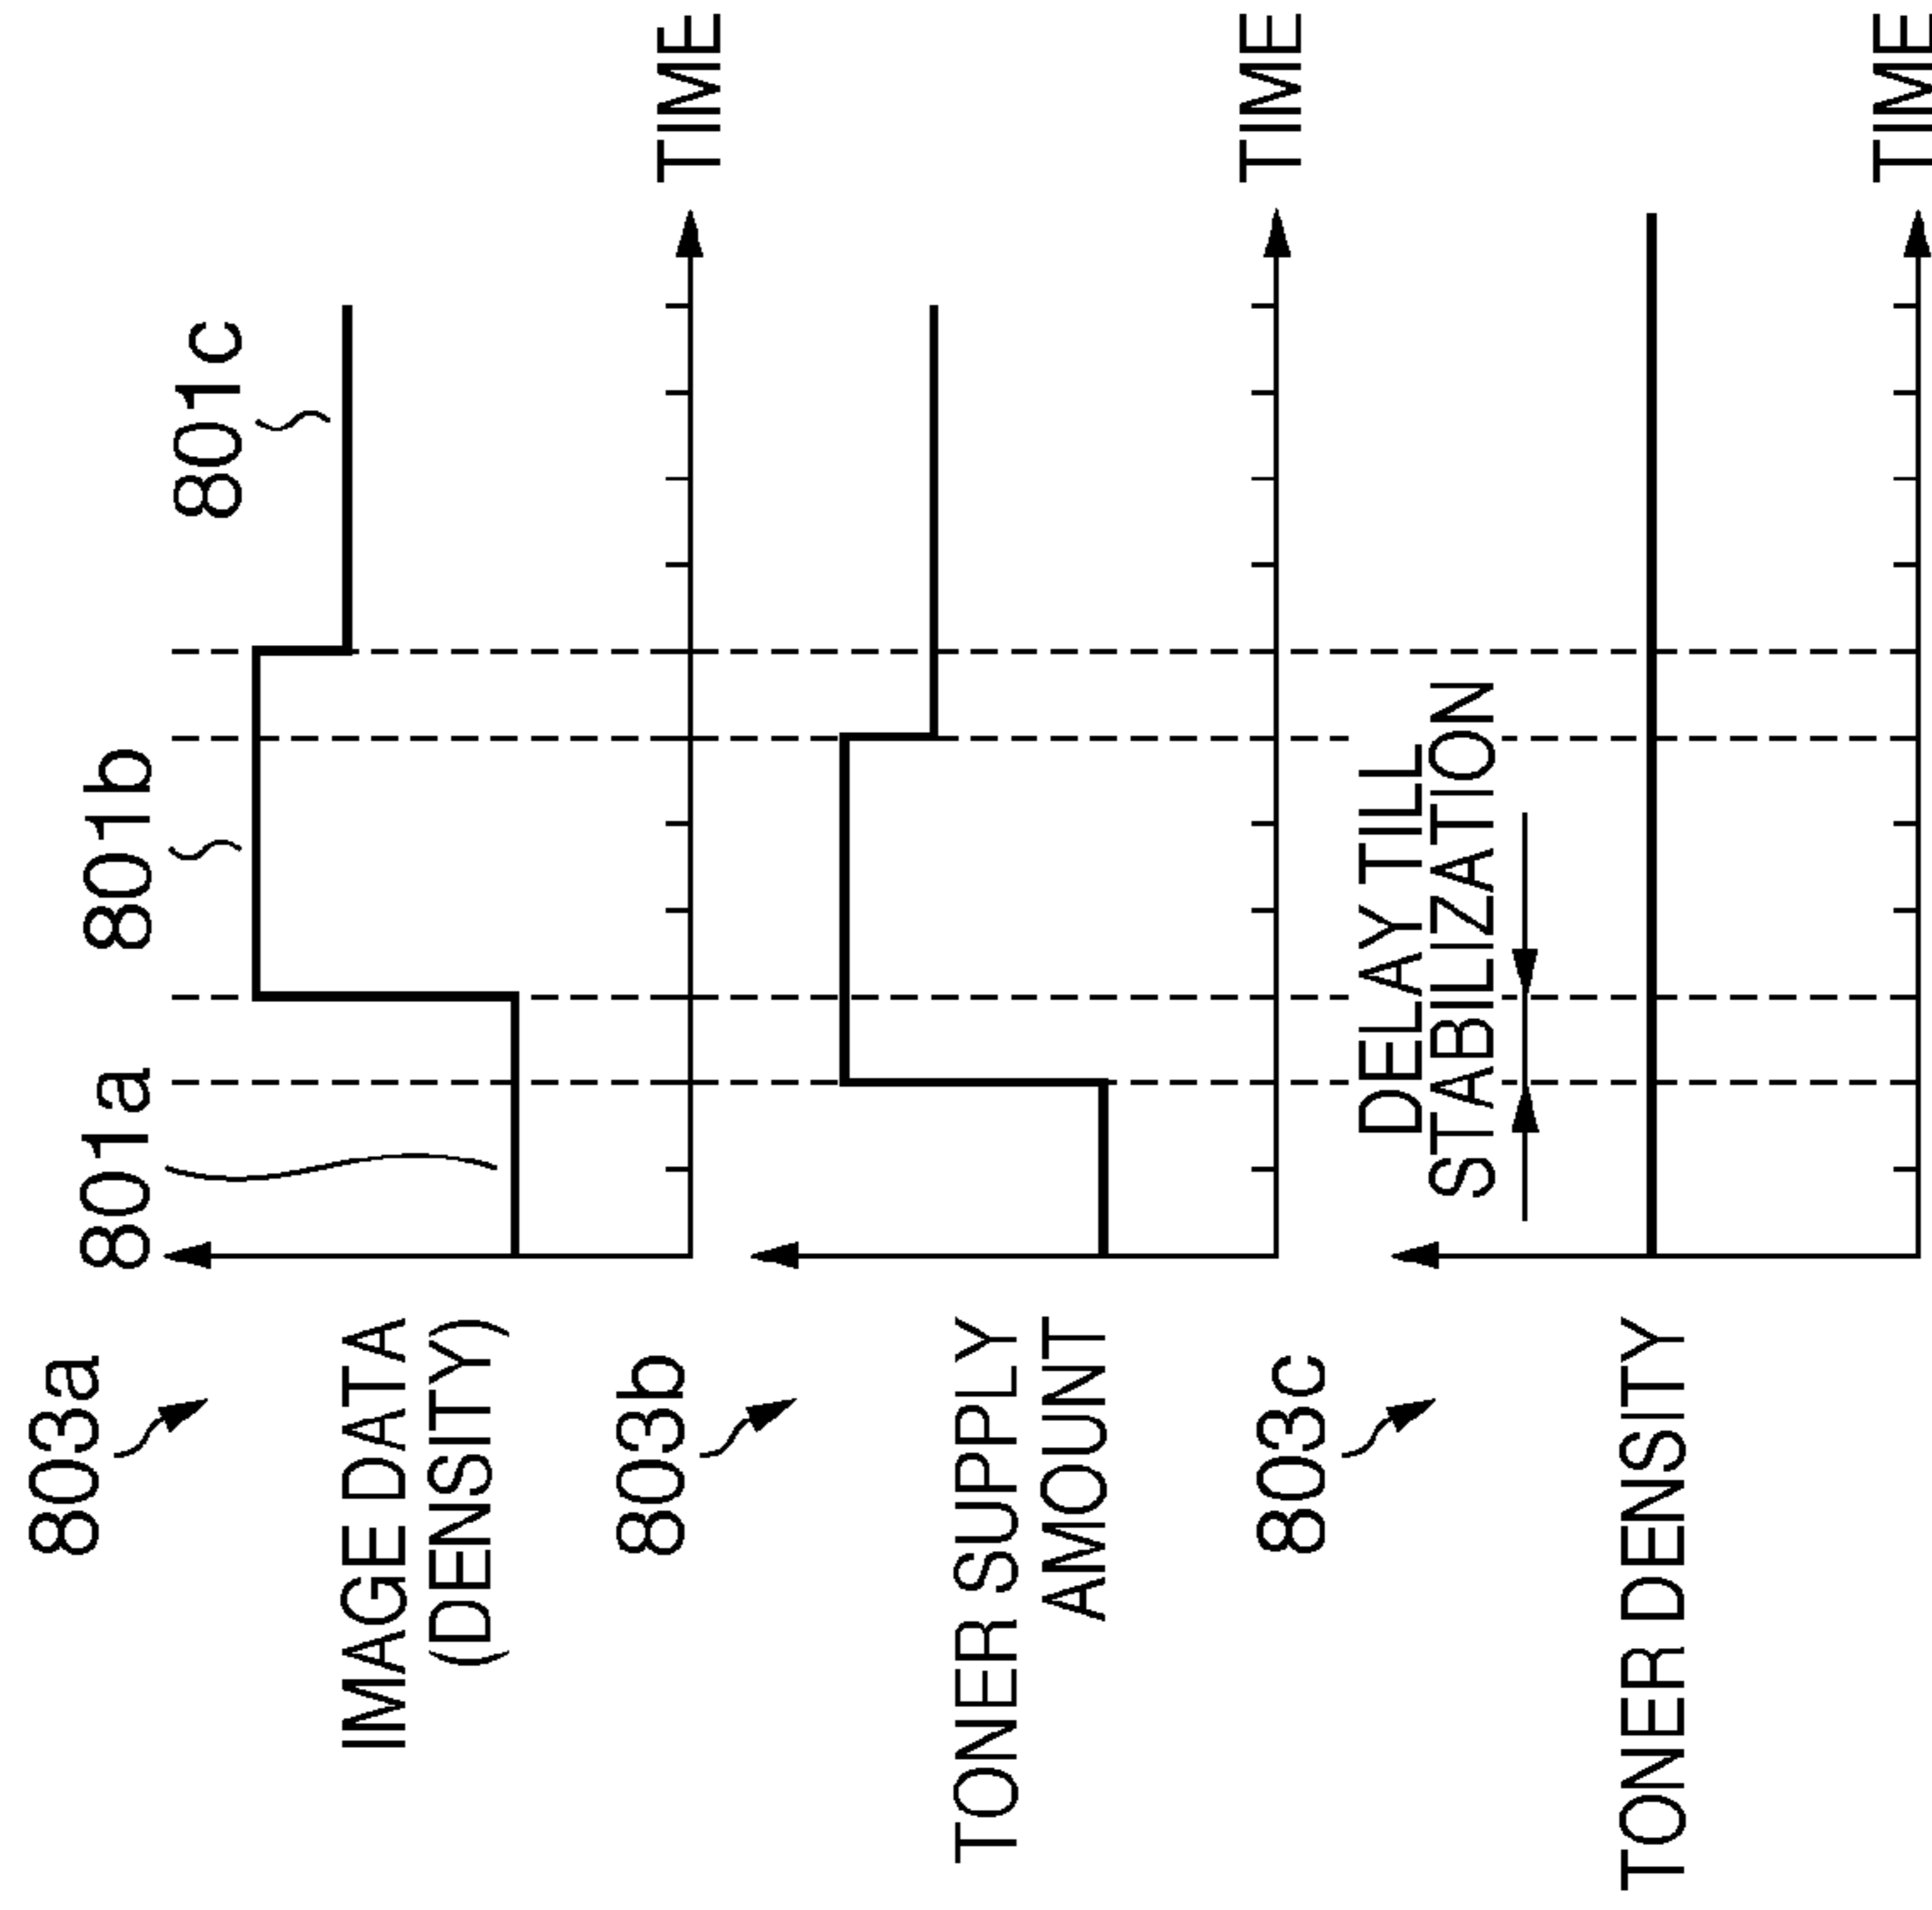 803a
801a
801b
801c
IMAGE DATA
(DENSITY)
TIME
803b
TONER SUPPLY
AMOUNT
TIME
803c
DELAY TILL
STABILIZATION
TONER DENSITY
TIME